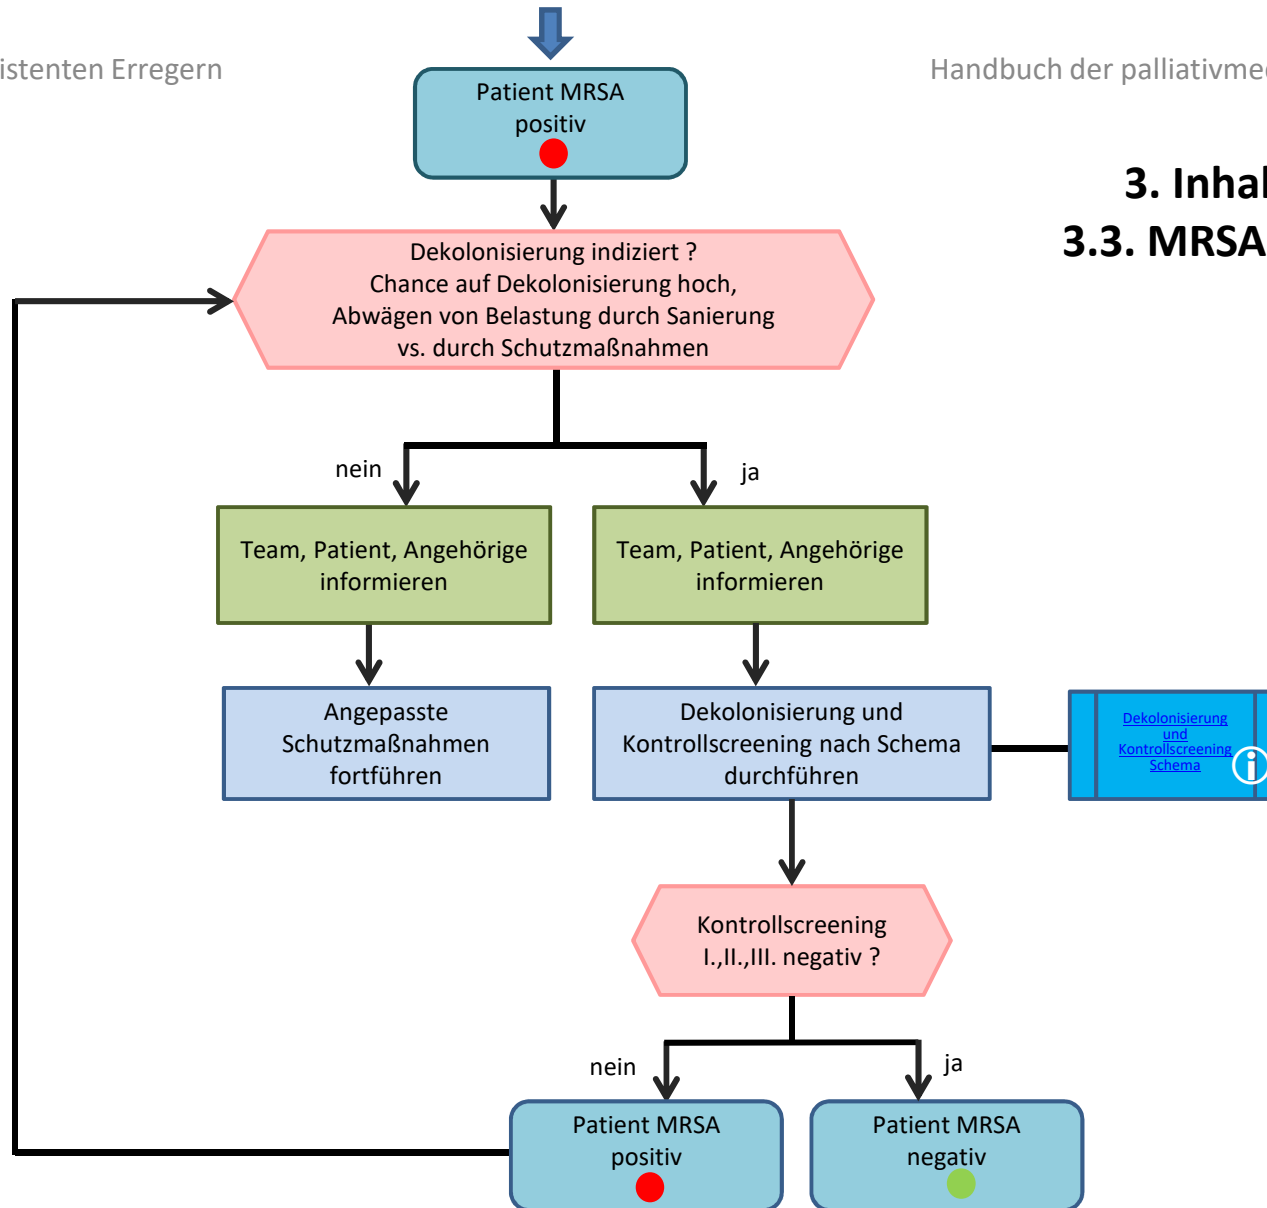 istenten Erregern
Handbuch der palliativme
Patient MRSA
positiv
3. Inhal
3.3. MRSA
Dekolonisierung indiziert ?
Chance auf Dekolonisierung hoch,
Abwägen von Belastung durch Sanierung
vs. durch Schutzmaßnahmen
nein
ja
Team, Patient, Angehörige
informieren
Team, Patient, Angehörige
informieren
Angepasste
Schutzmaßnahmen
fortführen
Dekolonisierung und
Kontrollscreening nach Schema
durchführen
Dekolonisierung
und
Kontrollscreening
Schema
i
Kontrollscreening
I.,II.,III. negativ ?
nein
ja
Patient MRSA
positiv
Patient MRSA
negativ